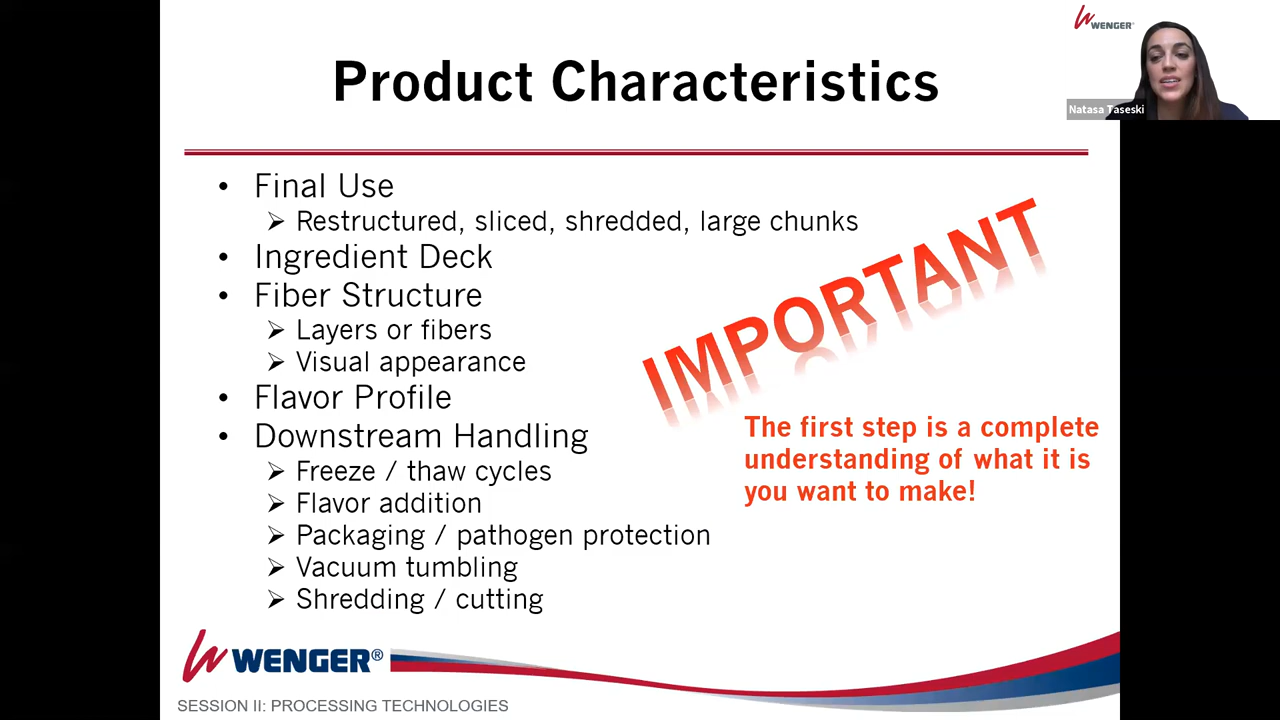 WENGER®
Natasa Taseski
Product Characteristics
• Final Use
➢ Restructured, sliced, shredded, large chunks
• Ingredient Deck
• Fiber Structure
➢ Layers or fibers
➢ Visual appearance
• Flavor Profile
• Downstream Handling
➢ Freeze / thaw cycles
➢ Flavor addition
➢ Packaging / pathogen protection
➢ Vacuum tumbling
➢ Shredding / cutting
IMPORTANT
The first step is a complete
understanding of what it is
you want to make!
WENGER®
SESSION II: PROCESSING TECHNOLOGIES